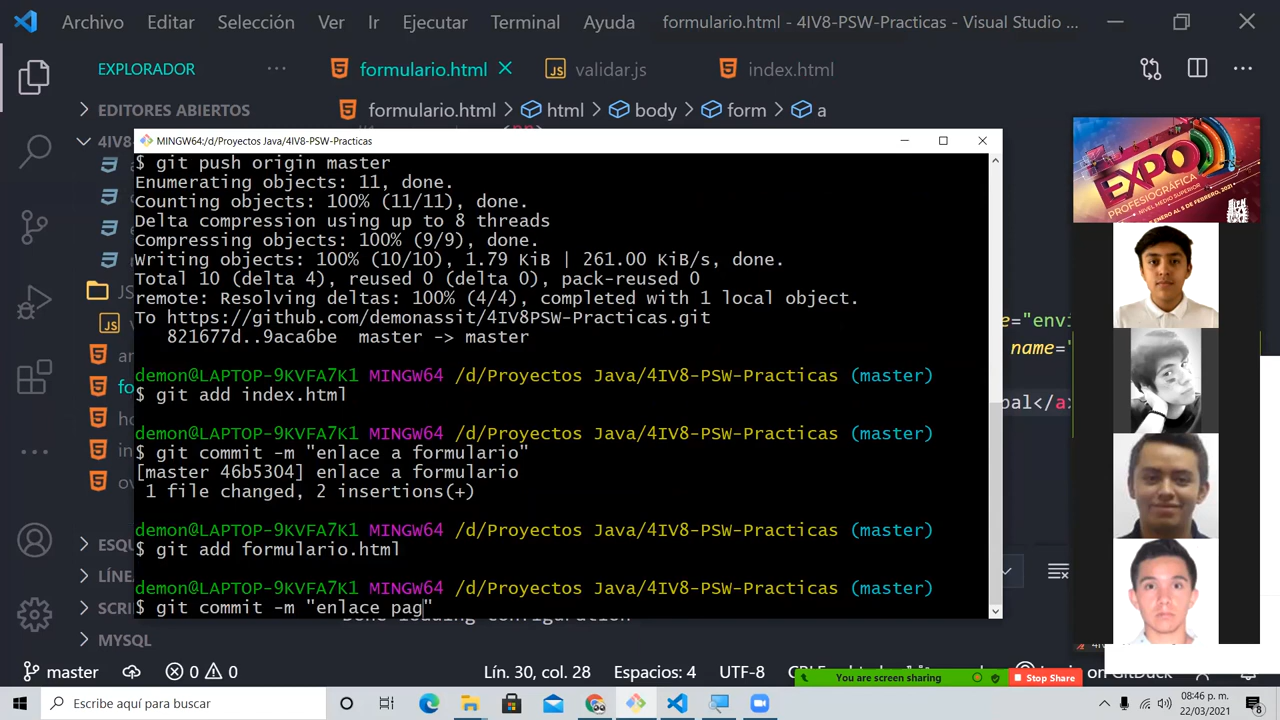 Archivo Editar Selección Ver Ir Ejecutar Terminal Ayuda formulario.html - 4IV8-PSW-Practicas - Visual Studio ...
EXPLORADOR ...
formulario.html
validar.js
index.html
EDITORES ABIERTOS
formulario.html > html > body > form > a
4IV8
MINGW64:/d/Proyectos Java/4IV8-PSW-Practicas
$ git push origin master
Enumerating objects: 11, done.
Counting objects: 100% (11/11), done.
Delta compression using up to 8 threads
Compressing objects: 100% (9/9), done.
Writing objects: 100% (10/10), 1.79 KiB | 261.00 KiB/s, done.
Total 10 (delta 4), reused 0 (delta 0), pack-reused 0
remote: Resolving deltas: 100% (4/4), completed with 1 local object.
To https://github.com/demonassit/4IV8PSW-Practicas.git
821677d..9aca6be master -> master
demon@LAPTOP-9KVFA7K1 MINGW64 /d/Proyectos Java/4IV8-PSW-Practicas (master)
$ git add index.html
demon@LAPTOP-9KVFA7K1 MINGW64 /d/Proyectos Java/4IV8-PSW-Practicas (master)
$ git commit -m "enlace a formulario"
[master 46b5304] enlace a formulario
1 file changed, 2 insertions(+)
demon@LAPTOP-9KVFA7K1 MINGW64 /d/Proyectos Java/4IV8-PSW-Practicas (master)
$ git add formulario.html
demon@LAPTOP-9KVFA7K1 MINGW64 /d/Proyectos Java/4IV8-PSW-Practicas (master)
$ git commit -m "enlace pag"
="envi
name="
pal</a>
EXPO
PROFESIOGRÁFICA
NIVEL MEDIO SUPERIOR
MYSQL
master
0 0
Lín. 30, col. 28 Espacios: 4 UTF-8
You are screen sharing
Stop Share
Escribe aquí para buscar
08:46 p. m.
22/03/2021
8